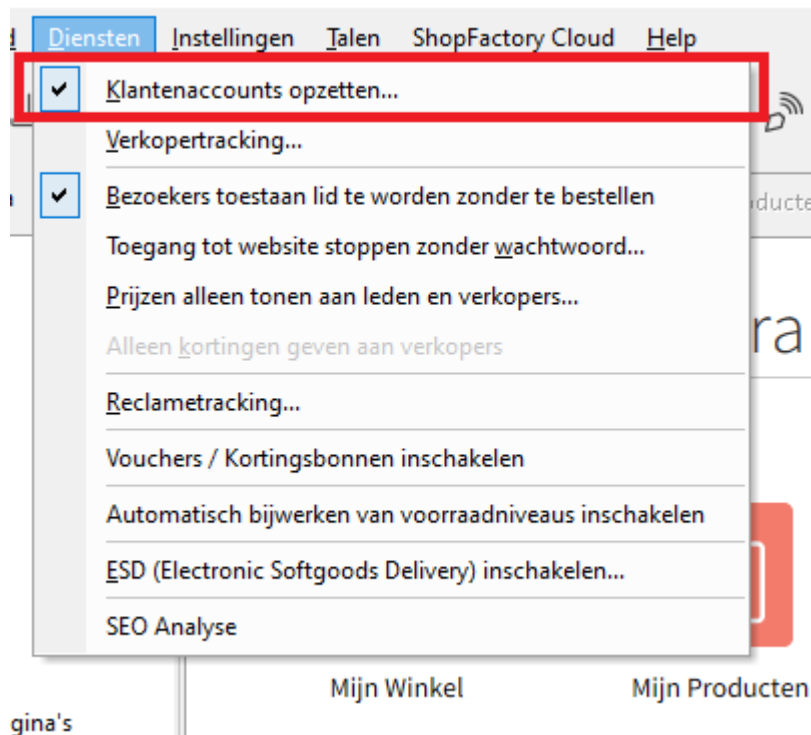 Diensten Instellingen Talen ShopFactory Cloud Help
Klantenaccounts opzetten...
Verkopertracking...
Bezoekers toestaan lid te worden zonder te bestellen
Toegang tot website stoppen zonder wachtwoord...
Prijzen alleen tonen aan leden en verkopers...
Alleen kortingen geven aan verkopers
Reclametracking...
Vouchers / Kortingsbonnen inschakelen
Automatisch bijwerken van voorraadniveaus inschakelen
ESD (Electronic Softgoods Delivery) inschakelen...
SEO Analyse
Mijn Winkel Mijn Producten
gina's